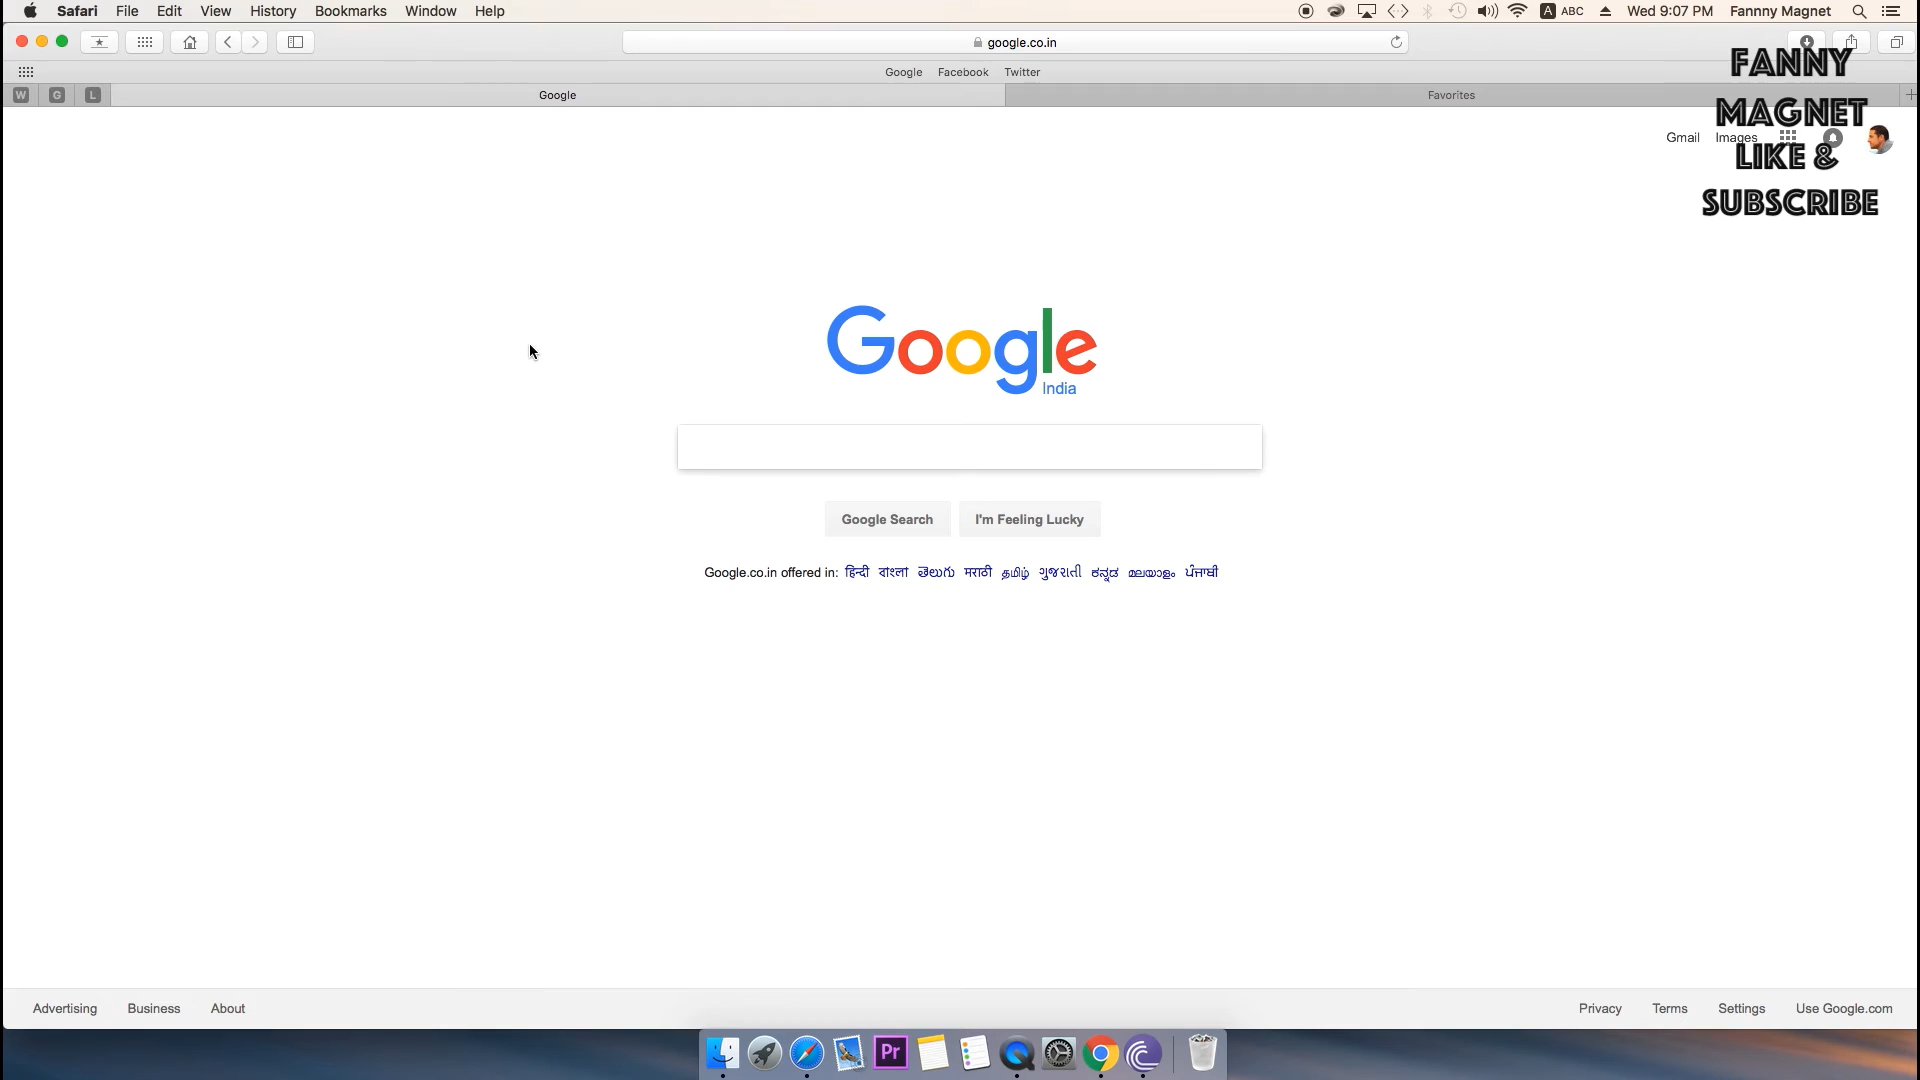 Safari File Edit View History Bookmarks Window Help A ABC Wed 9:07 PM Fannny Magnet
google.co.in
Google Facebook Twitter
W G L Google Favorites
FANNY
MAGNET
LIKE &
SUBSCRIBE
Gmail Images
Google
India
Google Search I'm Feeling Lucky
Google.co.in offered in: हिन्दी বাংলা తెలుగు मराठी தமிழ் ગુજરાતી ಕನ್ನಡ മലയാളം ਪੰਜਾਬੀ
Advertising Business About Privacy Terms Settings Use Google.com
Pr